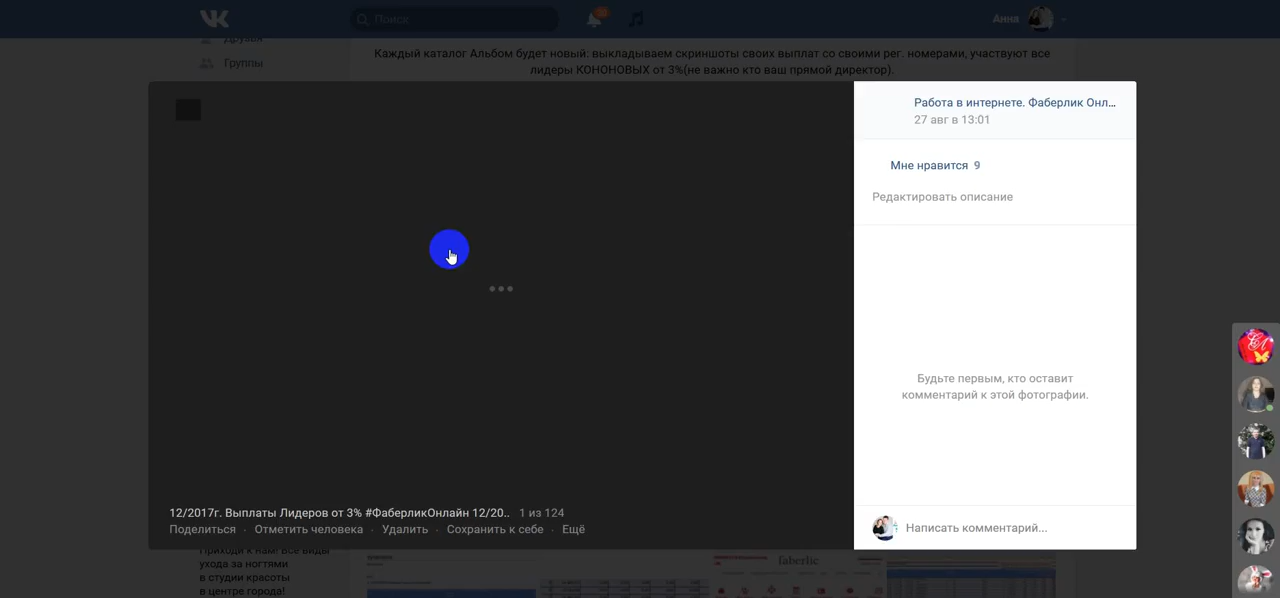 Поиск
Анна
Друзья
Группы
Каждый каталог Альбом будет новый: выкладываем скриншоты своих выплат со своими рег. номерами, участвуют все
лидеры КОНОНОВЫХ от 3%(не важно кто ваш прямой директор).
Работа в интернете. Фаберлик Онл...
27 авг в 13:01
Мне нравится 9
Редактировать описание
Будьте первым, кто оставит
комментарий к этой фотографии.
12/2017г. Выплаты Лидеров от 3% #ФаберликОнлайн 12/20.. 1 из 124
Поделиться · Отметить человека · Удалить · Сохранить к себе · Ещё
Написать комментарий...
Приходи к нам! Все виды
ухода за ногтями
в студии красоты
в центре города!
faberlic